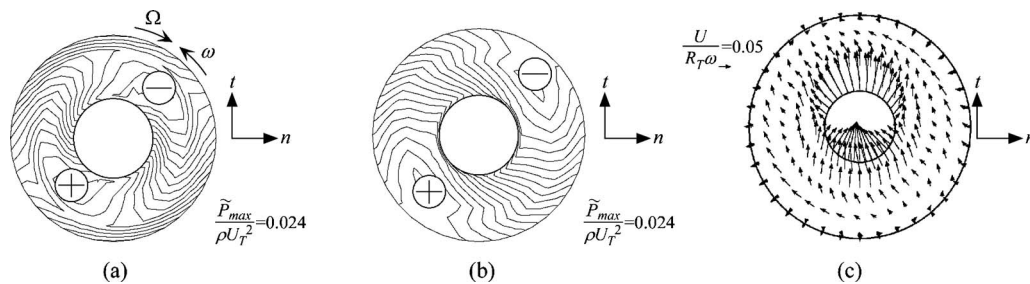 Ω
ω
t
n
−
+
P̃max/ρU_T²=0.024
(a)
t
n
−
+
P̃max/ρU_T²=0.024
(b)
U/R_Tω=0.05
t
n
(c)